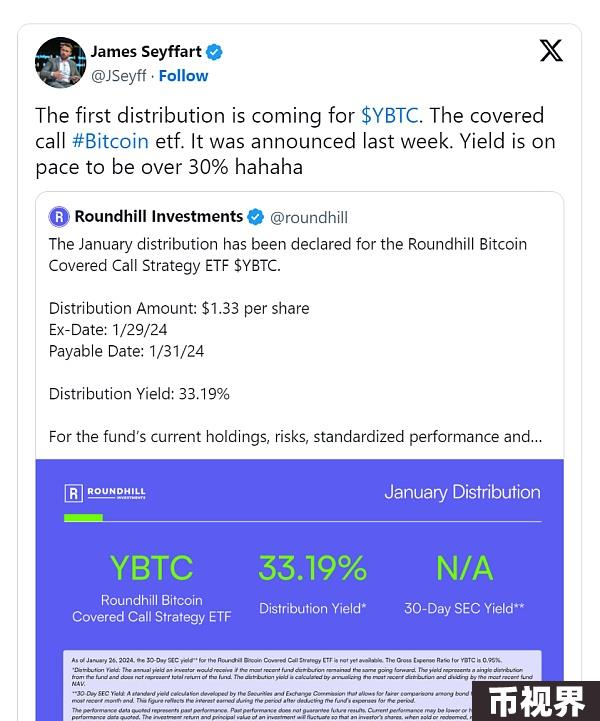 James Seyffart
@JSeyff · Follow
The first distribution is coming for $YBTC. The covered
call #Bitcoin etf. It was announced last week. Yield is on
pace to be over 30% hahaha
Roundhill Investments @roundhill
The January distribution has been declared for the Roundhill Bitcoin
Covered Call Strategy ETF $YBTC.
Distribution Amount: $1.33 per share
Ex-Date: 1/29/24
Payable Date: 1/31/24
Distribution Yield: 33.19%
For the fund's current holdings, risks, standardized performance and...
R ROUNDHILL
INVESTMENTS
January Distribution
YBTC
33.19%
N/A
Roundhill Bitcoin
Covered Call Strategy ETF
Distribution Yield*
30-Day SEC Yield**
As of January 26, 2024, the 30-Day SEC yield** for the Roundhill Bitcoin Covered Call Strategy ETF is not yet available. The Gross Expense Ratio for YBTC is 0.95%.
*Distribution Yield: The annual yield an investor would receive if the most recent fund distribution remained the same going forward. The yield represents a single distribution
from the fund and does not represent total return of the fund. The distribution yield is calculated by annualizing the most recent distribution and dividing by the most recent fund
NAV.
**30-Day SEC Yield: A standard yield calculation developed by the Securities and Exchange Commission that allows for fairer comparisons among bond
most recent month end. This figure reflects the interest earned during the period after deducting the fund's expenses for the period.
The performance data quoted represents past performance. Past performance does not guarantee future results. Current performance may be lower or
performance data quoted. The investment return and principal value of an investment will fluctuate so that an investor's shares, when sold or redeemed,
币视界